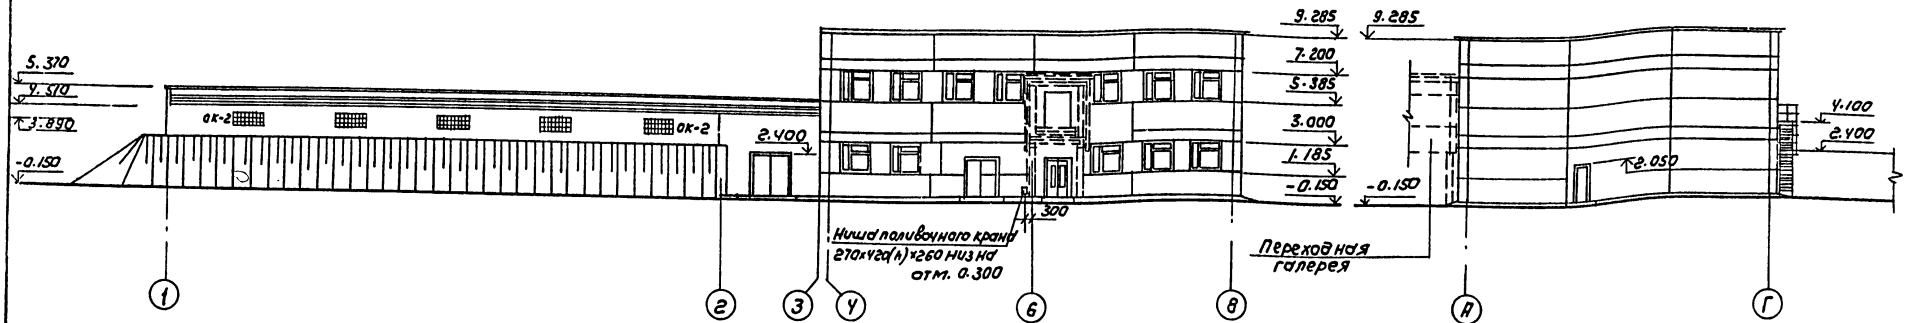 5.370
4.510
3.890
-0.150
ок-2
ок-2
2.400
9.285
7.200
5.385
3.000
1.185
-0.150
300
Ниша поливочного крана
270х420(h)х260 низ на
отм. 0.300
9.285
-0.150
Переходная
галерея
2.050
4.100
2.400
1
2
3
4
6
8
А
Г